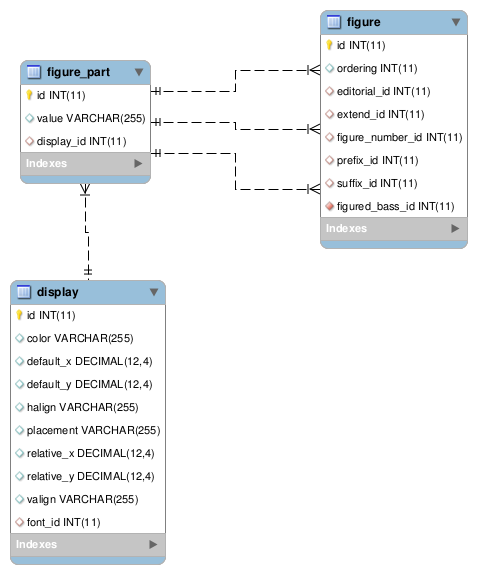 figure
id INT(11)
ordering INT(11)
editorial_id INT(11)
extend_id INT(11)
figure_number_id INT(11)
prefix_id INT(11)
suffix_id INT(11)
figured_bass_id INT(11)
Indexes
figure_part
id INT(11)
value VARCHAR(255)
display_id INT(11)
Indexes
display
id INT(11)
color VARCHAR(255)
default_x DECIMAL(12,4)
default_y DECIMAL(12,4)
halign VARCHAR(255)
placement VARCHAR(255)
relative_x DECIMAL(12,4)
relative_y DECIMAL(12,4)
valign VARCHAR(255)
font_id INT(11)
Indexes